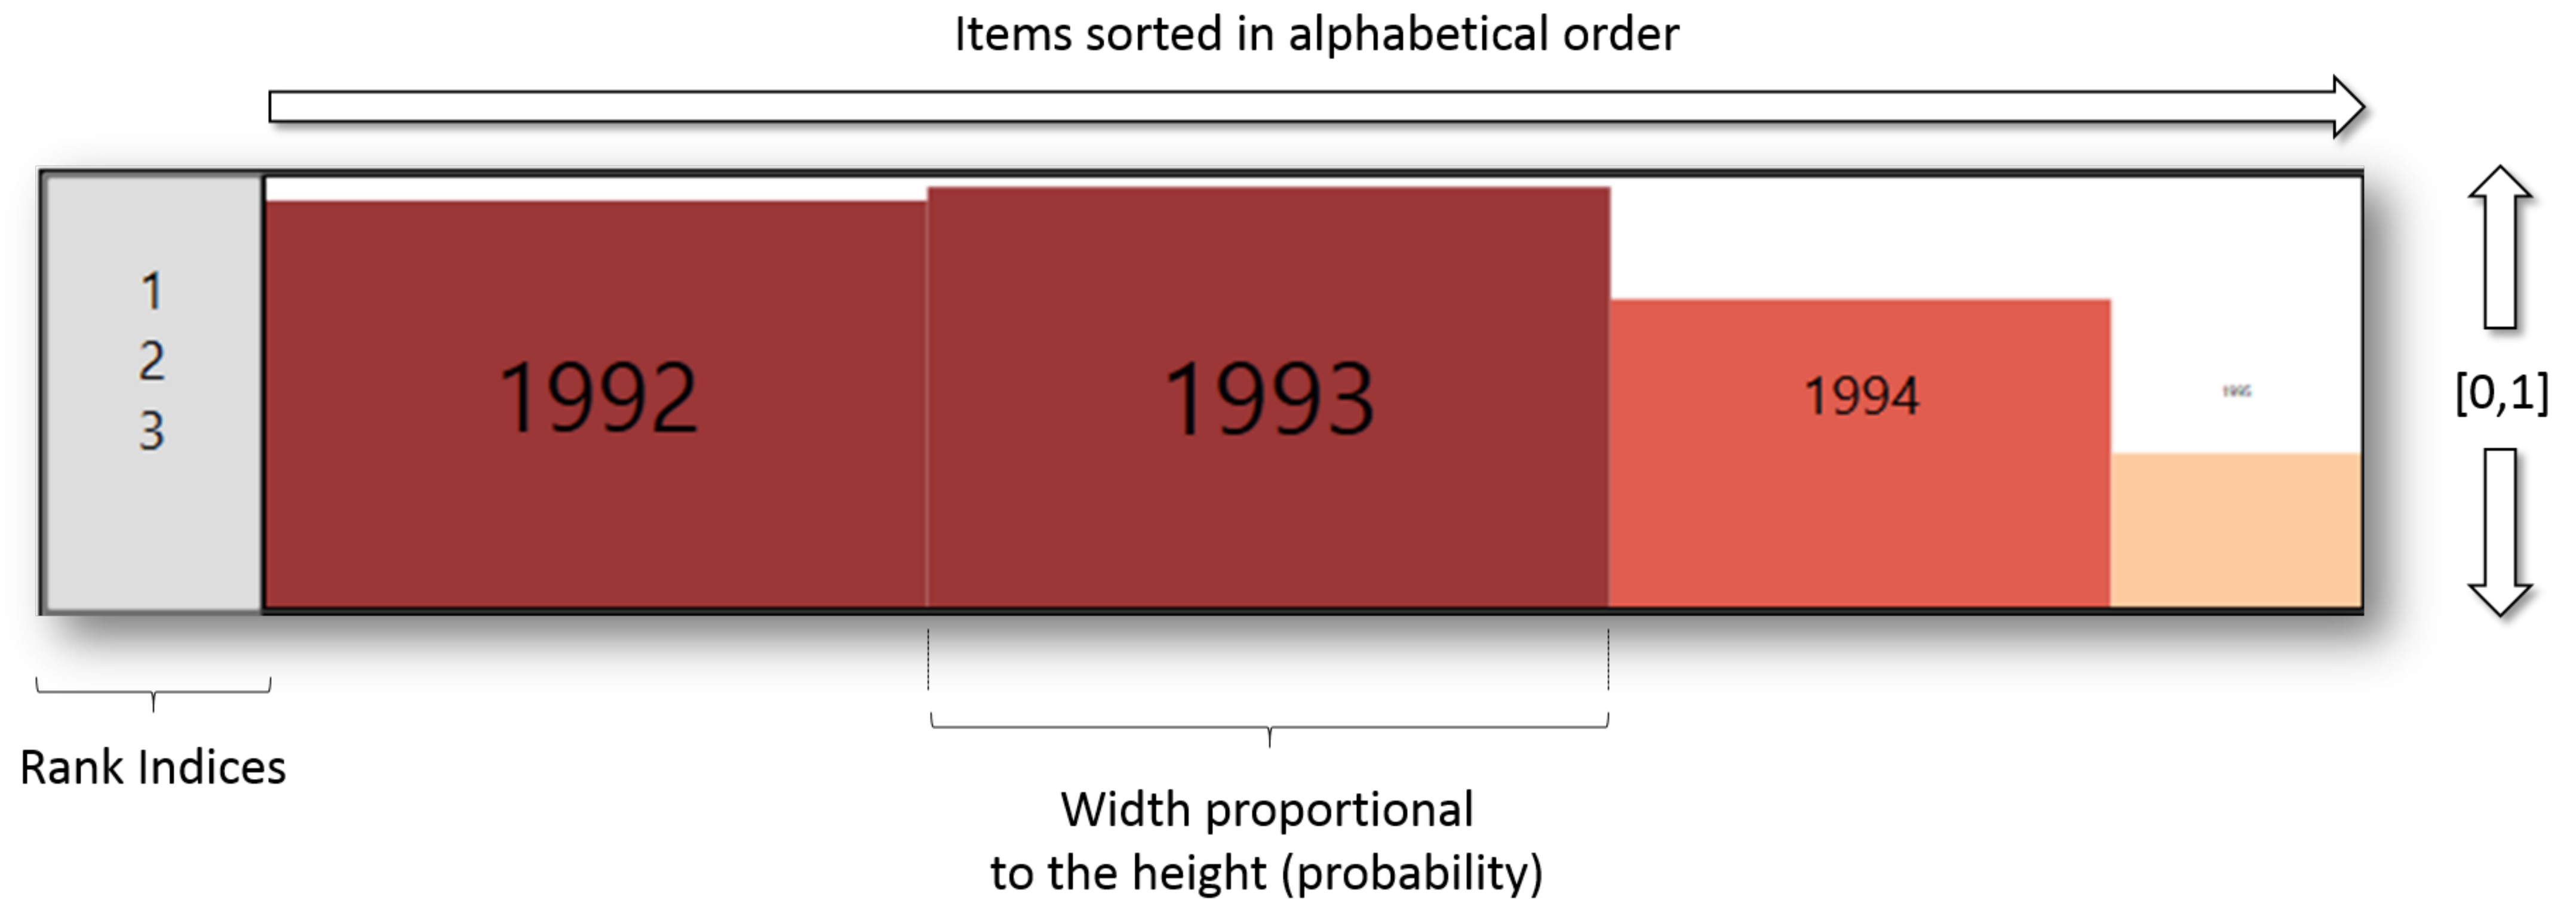 Items sorted in alphabetical order
1
2
3
1992
1993
1994
1995
[0,1]
Rank Indices
Width proportional
to the height (probability)